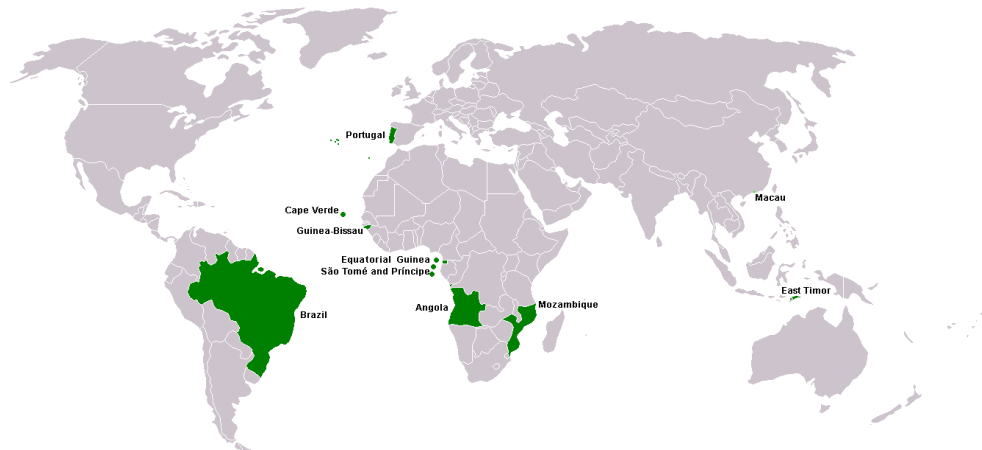 Portugal
Macau
Cape Verde
Guinea-Bissau
Equatorial Guinea
São Tomé and Príncipe
East Timor
Angola
Mozambique
Brazil